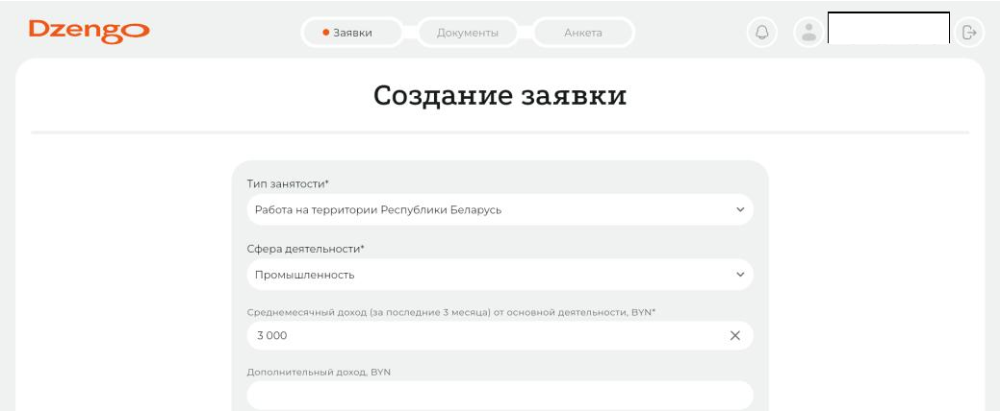 Dzengo
Заявки
Документы
Анкета
Создание заявки
Тип занятости*
Работа на территории Республики Беларусь
Сфера деятельности*
Промышленность
Среднемесячный доход (за последние 3 месяца) от основной деятельности, BYN*
3 000
Дополнительный доход, BYN